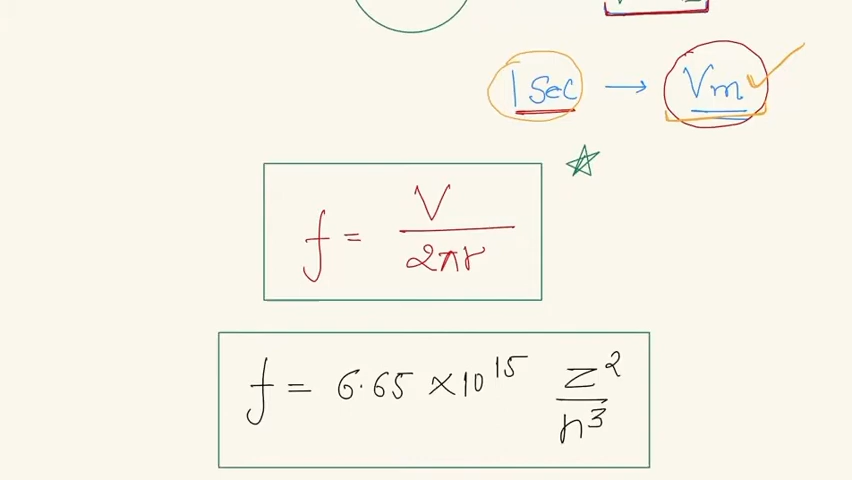 1 Sec → Vm
f = V / 2πr
f = 6.65 × 10^15 Z^2 / n^3